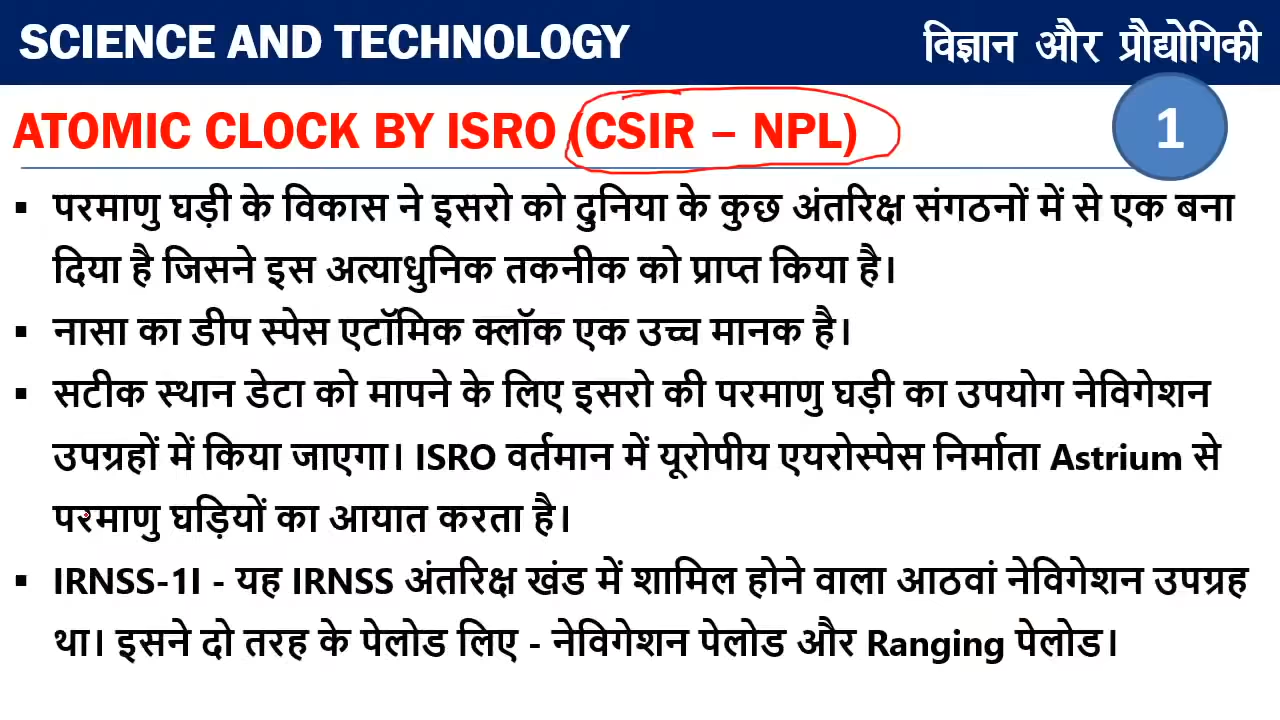 SCIENCE AND TECHNOLOGY
विज्ञान और प्रौद्योगिकी
ATOMIC CLOCK BY ISRO (CSIR – NPL)
1
▪ परमाणु घड़ी के विकास ने इसरो को दुनिया के कुछ अंतरिक्ष संगठनों में से एक बना
दिया है जिसने इस अत्याधुनिक तकनीक को प्राप्त किया है।
▪ नासा का डीप स्पेस एटॉमिक क्लॉक एक उच्च मानक है।
▪ सटीक स्थान डेटा को मापने के लिए इसरो की परमाणु घड़ी का उपयोग नेविगेशन
उपग्रहों में किया जाएगा। ISRO वर्तमान में यूरोपीय एयरोस्पेस निर्माता Astrium से
परमाणु घड़ियों का आयात करता है।
▪ IRNSS-1I - यह IRNSS अंतरिक्ष खंड में शामिल होने वाला आठवां नेविगेशन उपग्रह
था। इसने दो तरह के पेलोड लिए - नेविगेशन पेलोड और Ranging पेलोड।